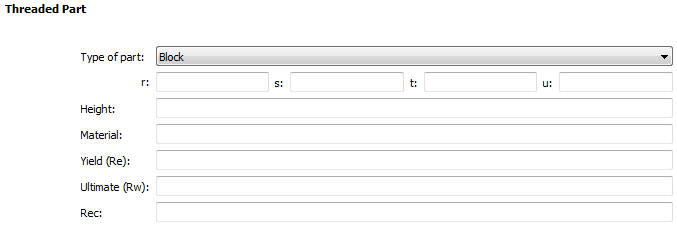 Threaded Part
Type of part: Block
r: s: t: u:
Height:
Material:
Yield (Re):
Ultimate (Rw):
Rec: